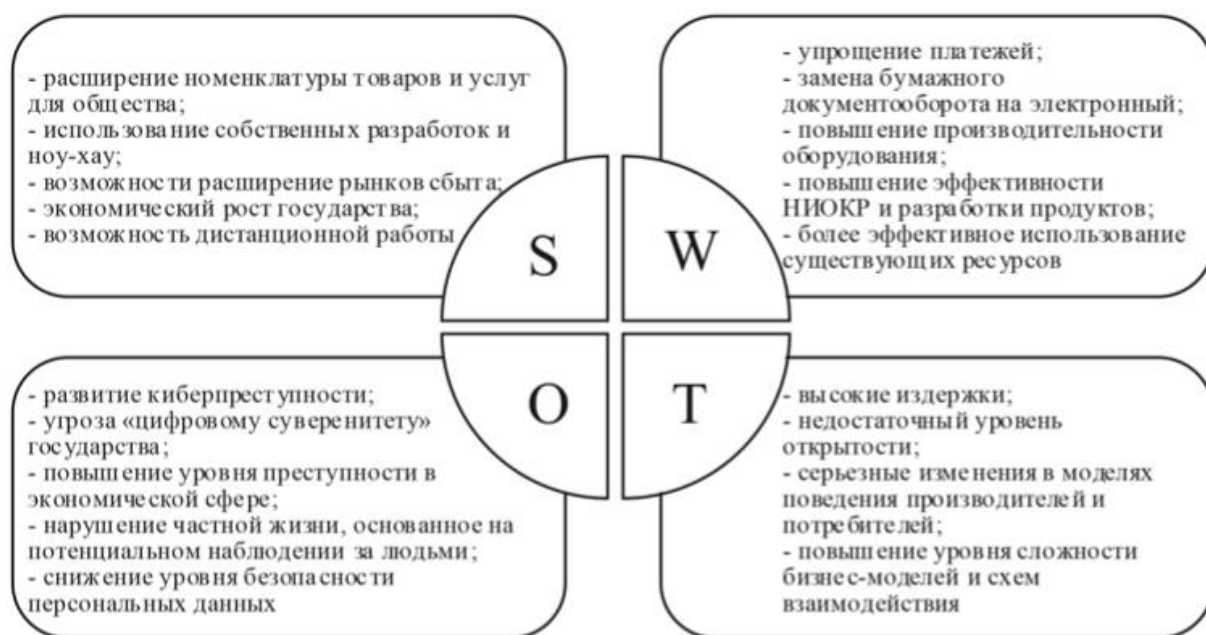 - расширение номенклатуры товаров и услуг
для общества;
- использование собственных разработок и
ноу-хау;
- возможности расширение рынков сбыта;
- экономический рост государства;
- возможность дистанционной работы
- упрощение платежей;
- замена бумажного
документооборота на электронный;
- повышение производительности
оборудования;
- повышение эффективности
НИОКР и разработки продуктов;
- более эффективное использование
существующих ресурсов
S
W
O
T
- развитие киберпреступности;
- угроза «цифровому суверенитету»
государства;
- повышение уровня преступности в
экономической сфере;
- нарушение частной жизни, основанное на
потенциальном наблюдении за людьми;
- снижение уровня безопасности
персональных данных
- высокие издержки;
- недостаточный уровень
открытости;
- серьезные изменения в моделях
поведения производителей и
потребителей;
- повышение уровня сложности
бизнес-моделей и схем
взаимодействия